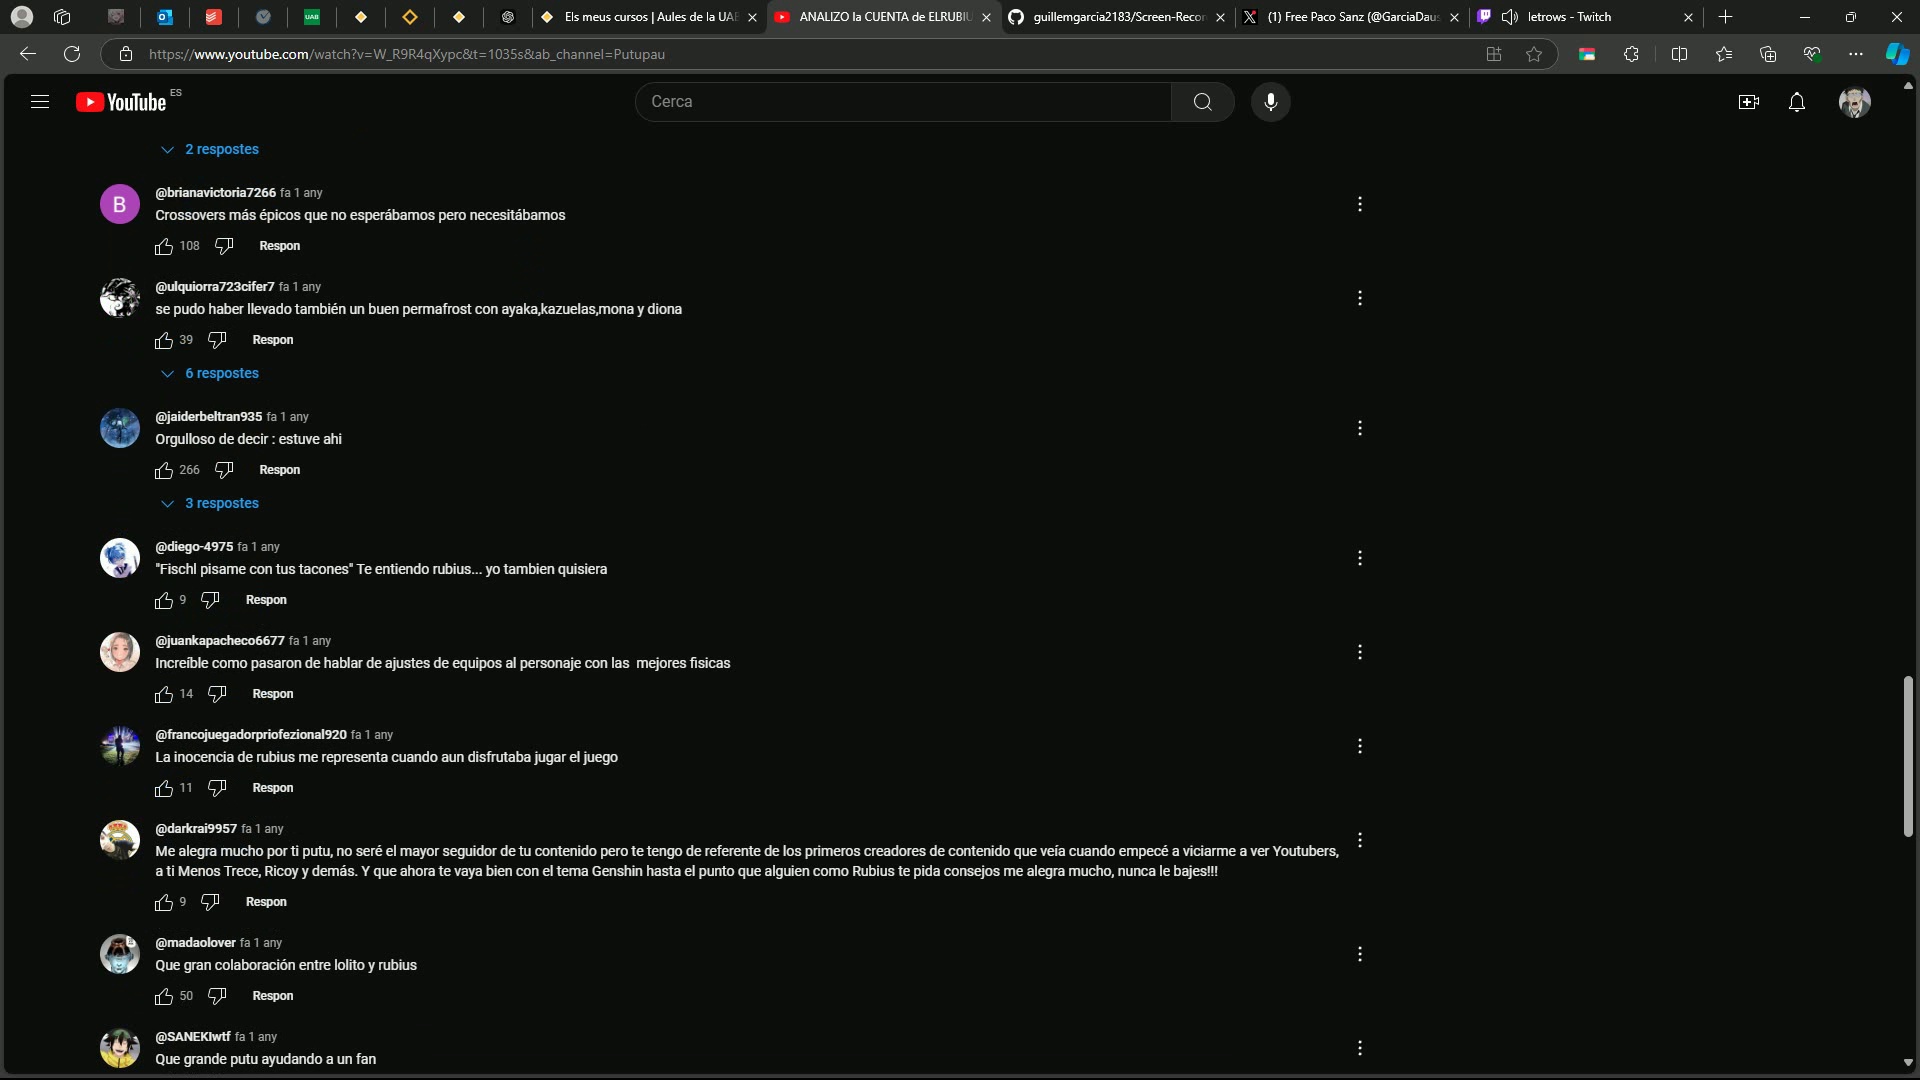 UAB
Els meus cursos | Aules de la UAB
ANALIZO la CUENTA de ELRUBIU
guillemgarcia2183/Screen-Recor
(1) Free Paco Sanz (@GarciaDaus
letrows - Twitch
https://www.youtube.com/watch?v=W_R9R4qXypc&t=1035s&ab_channel=Putupau
YouTube ES
Cerca
2 respostes
B
@brianavictoria7266 fa 1 any
Crossovers más épicos que no esperábamos pero necesitábamos
108 Respon
@ulquiorra723cifer7 fa 1 any
se pudo haber llevado también un buen permafrost con ayaka,kazuelas,mona y diona
39 Respon
6 respostes
@jaiderbeltran935 fa 1 any
Orgulloso de decir : estuve ahi
266 Respon
3 respostes
@diego-4975 fa 1 any
"Fischl pisame con tus tacones" Te entiendo rubius... yo tambien quisiera
9 Respon
@juankapacheco6677 fa 1 any
Increíble como pasaron de hablar de ajustes de equipos al personaje con las  mejores fisicas
14 Respon
@francojuegadorpriofezional920 fa 1 any
La inocencia de rubius me representa cuando aun disfrutaba jugar el juego
11 Respon
@darkrai9957 fa 1 any
Me alegra mucho por ti putu, no seré el mayor seguidor de tu contenido pero te tengo de referente de los primeros creadores de contenido que veía cuando empecé a viciarme a ver Youtubers,
a ti Menos Trece, Ricoy y demás. Y que ahora te vaya bien con el tema Genshin hasta el punto que alguien como Rubius te pida consejos me alegra mucho, nunca le bajes!!!
9 Respon
@madaolover fa 1 any
Que gran colaboración entre lolito y rubius
50 Respon
@SANEKIwtf fa 1 any
Que grande putu ayudando a un fan